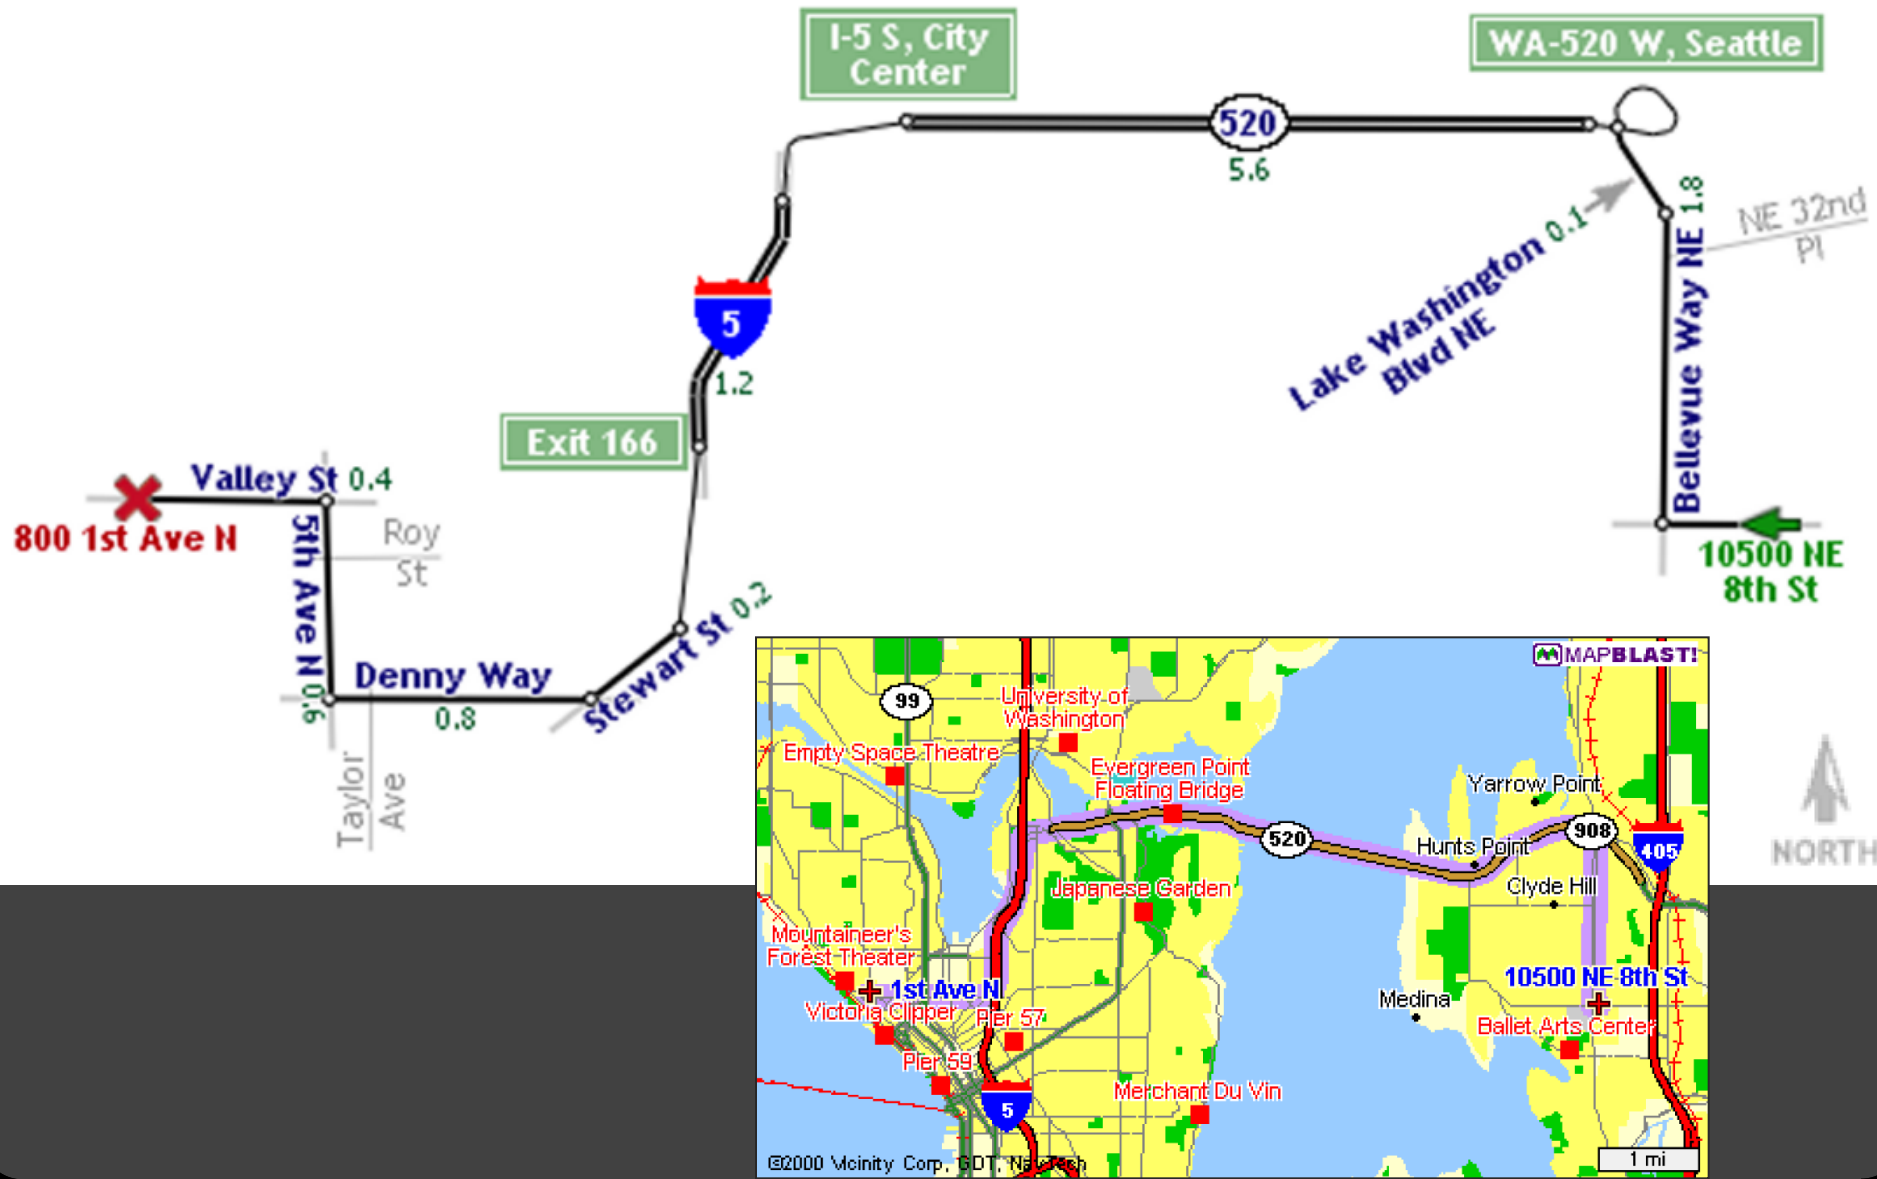 I-5 S, City
Center
WA-520 W, Seattle
520
5.6
1.8
NE 32nd
Pl
Lake Washington 0.1
Blvd NE
Bellevue Way NE
5
1.2
Exit 166
Valley St 0.4
800 1st Ave N
5th Ave N
0.6
Roy
St
10500 NE
8th St
Stewart St 0.2
Denny Way
0.8
Taylor
Ave
NORTH
MAPBLAST!
99
University of
Washington
Empty Space Theatre
Evergreen Point
Floating Bridge
Yarrow Point
520
908
405
Hunts Point
Clyde Hill
Japanese Garden
Mountaineer's
Forest Theater
1st Ave N
10500 NE 8th St
Victoria Clipper
Pier 57
Medina
Ballet Arts Center
Pier 59
5
Merchant Du Vin
©2000 Vicinity Corp, GDT, NavTech
1 mi